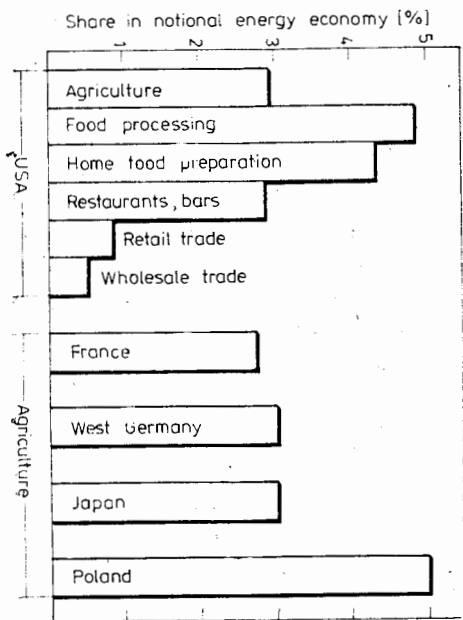 Share in notional energy economy [%]
1 2 3 4 5
USA
Agriculture
Food processing
Home food preparation
Restaurants, bars
Retail trade
Wholesale trade
Agriculture
France
West Germany
Japan
Poland